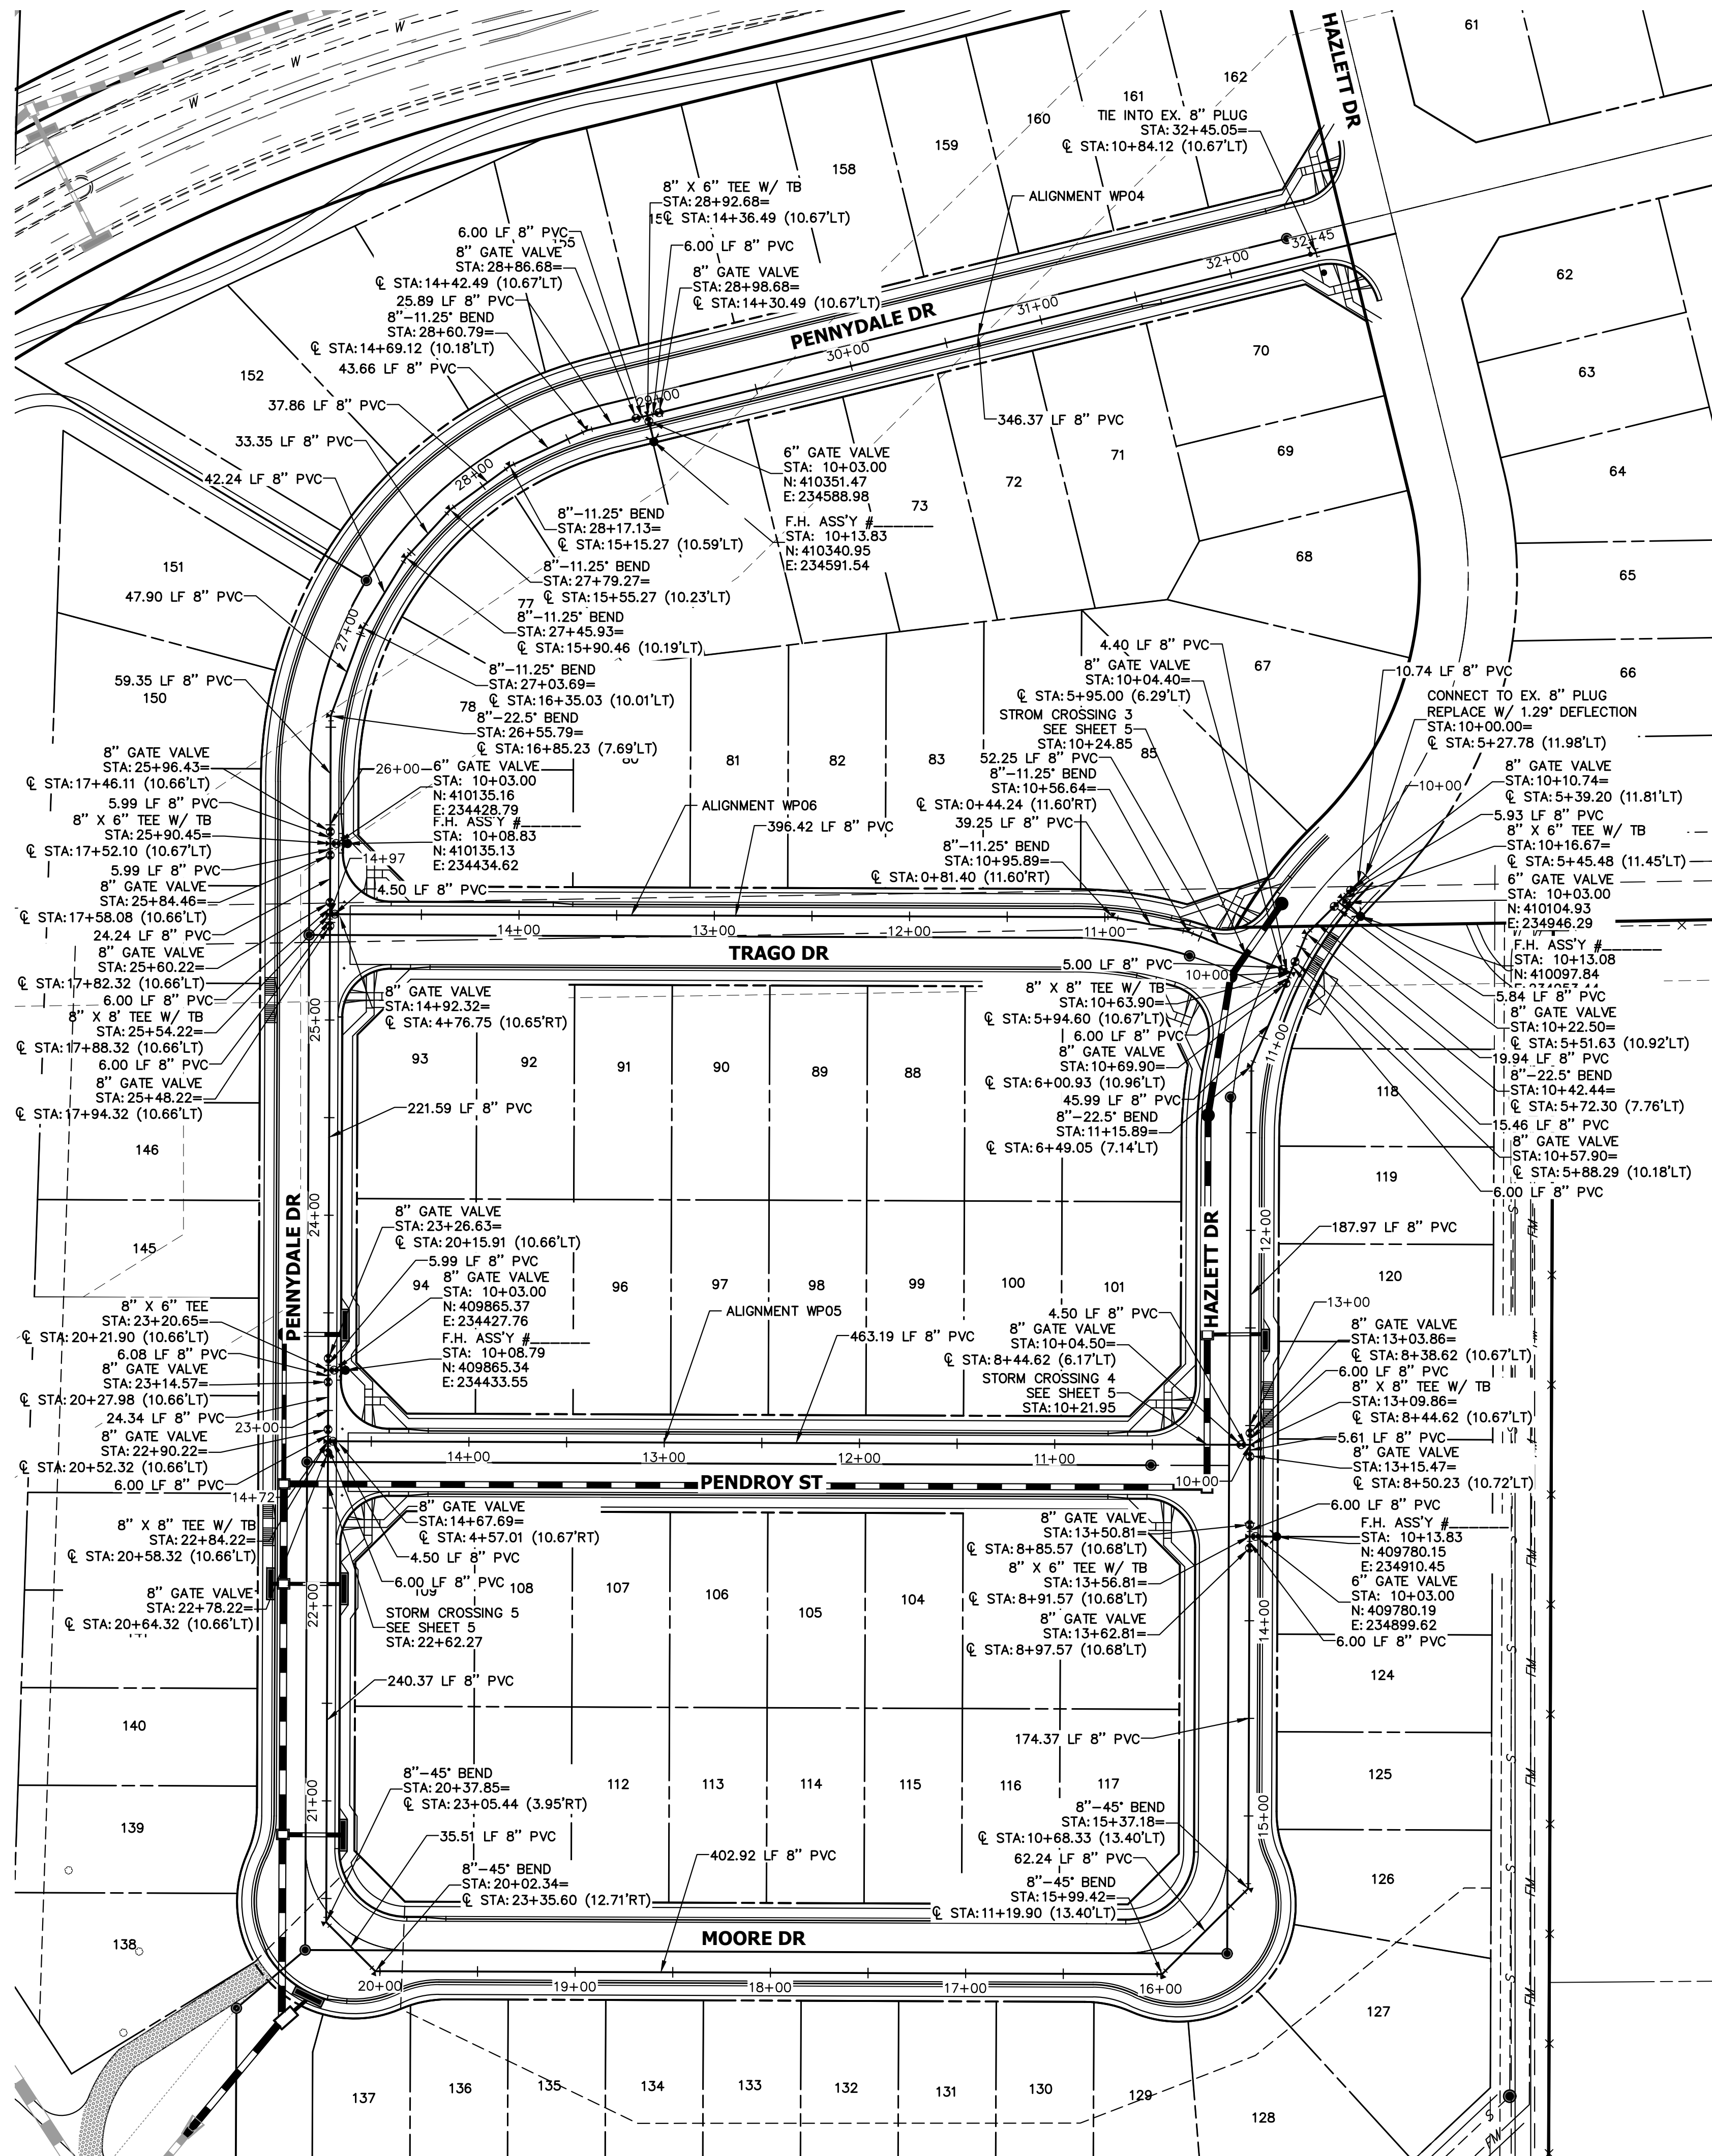 W
W
W
61
162
161
160
159
158
HAZLETT DR
TIE INTO EX. 8" PLUG
STA: 32+45.05=
℄ STA: 10+84.12 (10.67'LT)
8" X 6" TEE W/ TB
STA: 28+92.68=
℄ STA: 14+36.49 (10.67'LT)
ALIGNMENT WP04
6.00 LF 8" PVC
8" GATE VALVE
STA: 28+86.68=
℄ STA: 14+42.49 (10.67'LT)
6.00 LF 8" PVC
8" GATE VALVE
STA: 28+98.68=
℄ STA: 14+30.49 (10.67'LT)
25.89 LF 8" PVC
8"-11.25° BEND
STA: 28+60.79=
℄ STA: 14+69.12 (10.18'LT)
43.66 LF 8" PVC
37.86 LF 8" PVC
33.35 LF 8" PVC
42.24 LF 8" PVC
PENNYDALE DR
32+45
32+00
31+00
30+00
29+00
28+00
27+00
346.37 LF 8" PVC
152
151
62
63
64
65
66
70
69
68
67
71
72
73
77
78
80
81
82
83
85
6" GATE VALVE
STA: 10+03.00
N: 410351.47
E: 234588.98
F.H. ASS'Y #______
STA: 10+13.83
N: 410340.95
E: 234591.54
8"-11.25° BEND
STA: 28+17.13=
℄ STA: 15+15.27 (10.59'LT)
8"-11.25° BEND
STA: 27+79.27=
℄ STA: 15+55.27 (10.23'LT)
8"-11.25° BEND
STA: 27+45.93=
℄ STA: 15+90.46 (10.19'LT)
8"-11.25° BEND
STA: 27+03.69=
℄ STA: 16+35.03 (10.01'LT)
8"-22.5° BEND
STA: 26+55.79=
℄ STA: 16+85.23 (7.69'LT)
47.90 LF 8" PVC
59.35 LF 8" PVC
150
8" GATE VALVE
STA: 25+96.43=
℄ STA: 17+46.11 (10.66'LT)
5.99 LF 8" PVC
8" X 6" TEE W/ TB
STA: 25+90.45=
℄ STA: 17+52.10 (10.67'LT)
5.99 LF 8" PVC
8" GATE VALVE
STA: 25+84.46=
℄ STA: 17+58.08 (10.66'LT)
24.24 LF 8" PVC
8" GATE VALVE
STA: 25+60.22=
℄ STA: 17+82.32 (10.66'LT)
6.00 LF 8" PVC
8" X 8' TEE W/ TB
STA: 25+54.22=
℄ STA: 17+88.32 (10.66'LT)
6.00 LF 8" PVC
8" GATE VALVE
STA: 25+48.22=
℄ STA: 17+94.32 (10.66'LT)
26+00
6" GATE VALVE
STA: 10+03.00
N: 410135.16
E: 234428.79
F.H. ASS'Y #______
STA: 10+08.83
N: 410135.13
E: 234434.62
14+97
4.50 LF 8" PVC
ALIGNMENT WP06
396.42 LF 8" PVC
4.40 LF 8" PVC
8" GATE VALVE
STA: 10+04.40=
℄ STA: 5+95.00 (6.29'LT)
STROM CROSSING 3
SEE SHEET 5
STA: 10+24.85
52.25 LF 8" PVC
8"-11.25° BEND
STA: 10+56.64=
℄ STA: 0+44.24 (11.60'RT)
39.25 LF 8" PVC
8"-11.25° BEND
STA: 10+95.89=
℄ STA: 0+81.40 (11.60'RT)
10.74 LF 8" PVC
CONNECT TO EX. 8" PLUG
REPLACE W/ 1.29° DEFLECTION
STA: 10+00.00=
℄ STA: 5+27.78 (11.98'LT)
8" GATE VALVE
STA: 10+10.74=
℄ STA: 5+39.20 (11.81'LT)
10+00
5.93 LF 8" PVC
8" X 6" TEE W/ TB
STA: 10+16.67=
℄ STA: 5+45.48 (11.45'LT)
6" GATE VALVE
STA: 10+03.00
N: 410104.93
E: 234946.29
F.H. ASS'Y #______
STA: 10+13.08
N: 410097.84
5.84 LF 8" PVC
8" GATE VALVE
STA: 10+22.50=
℄ STA: 5+51.63 (10.92'LT)
19.94 LF 8" PVC
8"-22.5° BEND
STA: 10+42.44=
℄ STA: 5+72.30 (7.76'LT)
15.46 LF 8" PVC
8" GATE VALVE
STA: 10+57.90=
℄ STA: 5+88.29 (10.18'LT)
6.00 LF 8" PVC
14+00
13+00
12+00
11+00
10+00
TRAGO DR
5.00 LF 8" PVC
8" X 8" TEE W/ TB
STA: 10+63.90=
℄ STA: 5+94.60 (10.67'LT)
6.00 LF 8" PVC
8" GATE VALVE
STA: 10+69.90=
℄ STA: 6+00.93 (10.96'LT)
45.99 LF 8" PVC
8"-22.5° BEND
STA: 11+15.89=
℄ STA: 6+49.05 (7.14'LT)
8" GATE VALVE
STA: 14+92.32=
℄ STA: 4+76.75 (10.65'RT)
25+00
11+00
93
92
91
90
89
88
118
119
120
146
145
221.59 LF 8" PVC
PENNYDALE DR
24+00
HAZLETT DR
12+00
187.97 LF 8" PVC
S
FM
8" GATE VALVE
STA: 23+26.63=
℄ STA: 20+15.91 (10.66'LT)
5.99 LF 8" PVC
8" GATE VALVE
STA: 10+03.00
N: 409865.37
E: 234427.76
F.H. ASS'Y #______
STA: 10+08.79
N: 409865.34
E: 234433.55
94
96
97
98
99
100
101
ALIGNMENT WP05
463.19 LF 8" PVC
4.50 LF 8" PVC
8" GATE VALVE
STA: 10+04.50=
℄ STA: 8+44.62 (6.17'LT)
STORM CROSSING 4
SEE SHEET 5
STA: 10+21.95
8" X 6" TEE
STA: 23+20.65=
℄ STA: 20+21.90 (10.66'LT)
6.08 LF 8" PVC
8" GATE VALVE
STA: 23+14.57=
℄ STA: 20+27.98 (10.66'LT)
24.34 LF 8" PVC
23+00
8" GATE VALVE
STA: 22+90.22=
℄ STA: 20+52.32 (10.66'LT)
6.00 LF 8" PVC
14+72
8" X 8" TEE W/ TB
STA: 22+84.22=
℄ STA: 20+58.32 (10.66'LT)
8" GATE VALVE
STA: 22+78.22=
℄ STA: 20+64.32 (10.66'LT)
13+00
8" GATE VALVE
STA: 13+03.86=
℄ STA: 8+38.62 (10.67'LT)
6.00 LF 8" PVC
8" X 8" TEE W/ TB
STA: 13+09.86=
℄ STA: 8+44.62 (10.67'LT)
5.61 LF 8" PVC
8" GATE VALVE
STA: 13+15.47=
℄ STA: 8+50.23 (10.72'LT)
6.00 LF 8" PVC
F.H. ASS'Y #______
STA: 10+13.83
N: 409780.15
E: 234910.45
6" GATE VALVE
STA: 10+03.00
N: 409780.19
E: 234899.62
6.00 LF 8" PVC
14+00
13+00
12+00
11+00
10+00
PENDROY ST
8" GATE VALVE
STA: 14+67.69=
℄ STA: 4+57.01 (10.67'RT)
4.50 LF 8" PVC
6.00 LF 8" PVC
109
108
107
106
105
104
STORM CROSSING 5
SEE SHEET 5
STA: 22+62.27
8" GATE VALVE
STA: 13+50.81=
℄ STA: 8+85.57 (10.68'LT)
8" X 6" TEE W/ TB
STA: 13+56.81=
℄ STA: 8+91.57 (10.68'LT)
8" GATE VALVE
STA: 13+62.81=
℄ STA: 8+97.57 (10.68'LT)
22+00
14+00
240.37 LF 8" PVC
174.37 LF 8" PVC
140
139
138
124
125
126
127
S
FM
S
FM
S
FM
21+00
15+00
112
113
114
115
116
117
8"-45° BEND
STA: 20+37.85=
℄ STA: 23+05.44 (3.95'RT)
35.51 LF 8" PVC
8"-45° BEND
STA: 20+02.34=
℄ STA: 23+35.60 (12.71'RT)
402.92 LF 8" PVC
8"-45° BEND
STA: 15+37.18=
℄ STA: 10+68.33 (13.40'LT)
62.24 LF 8" PVC
8"-45° BEND
STA: 15+99.42=
℄ STA: 11+19.90 (13.40'LT)
MOORE DR
20+00
19+00
18+00
17+00
16+00
137
136
135
134
133
132
131
130
129
128
S
FM